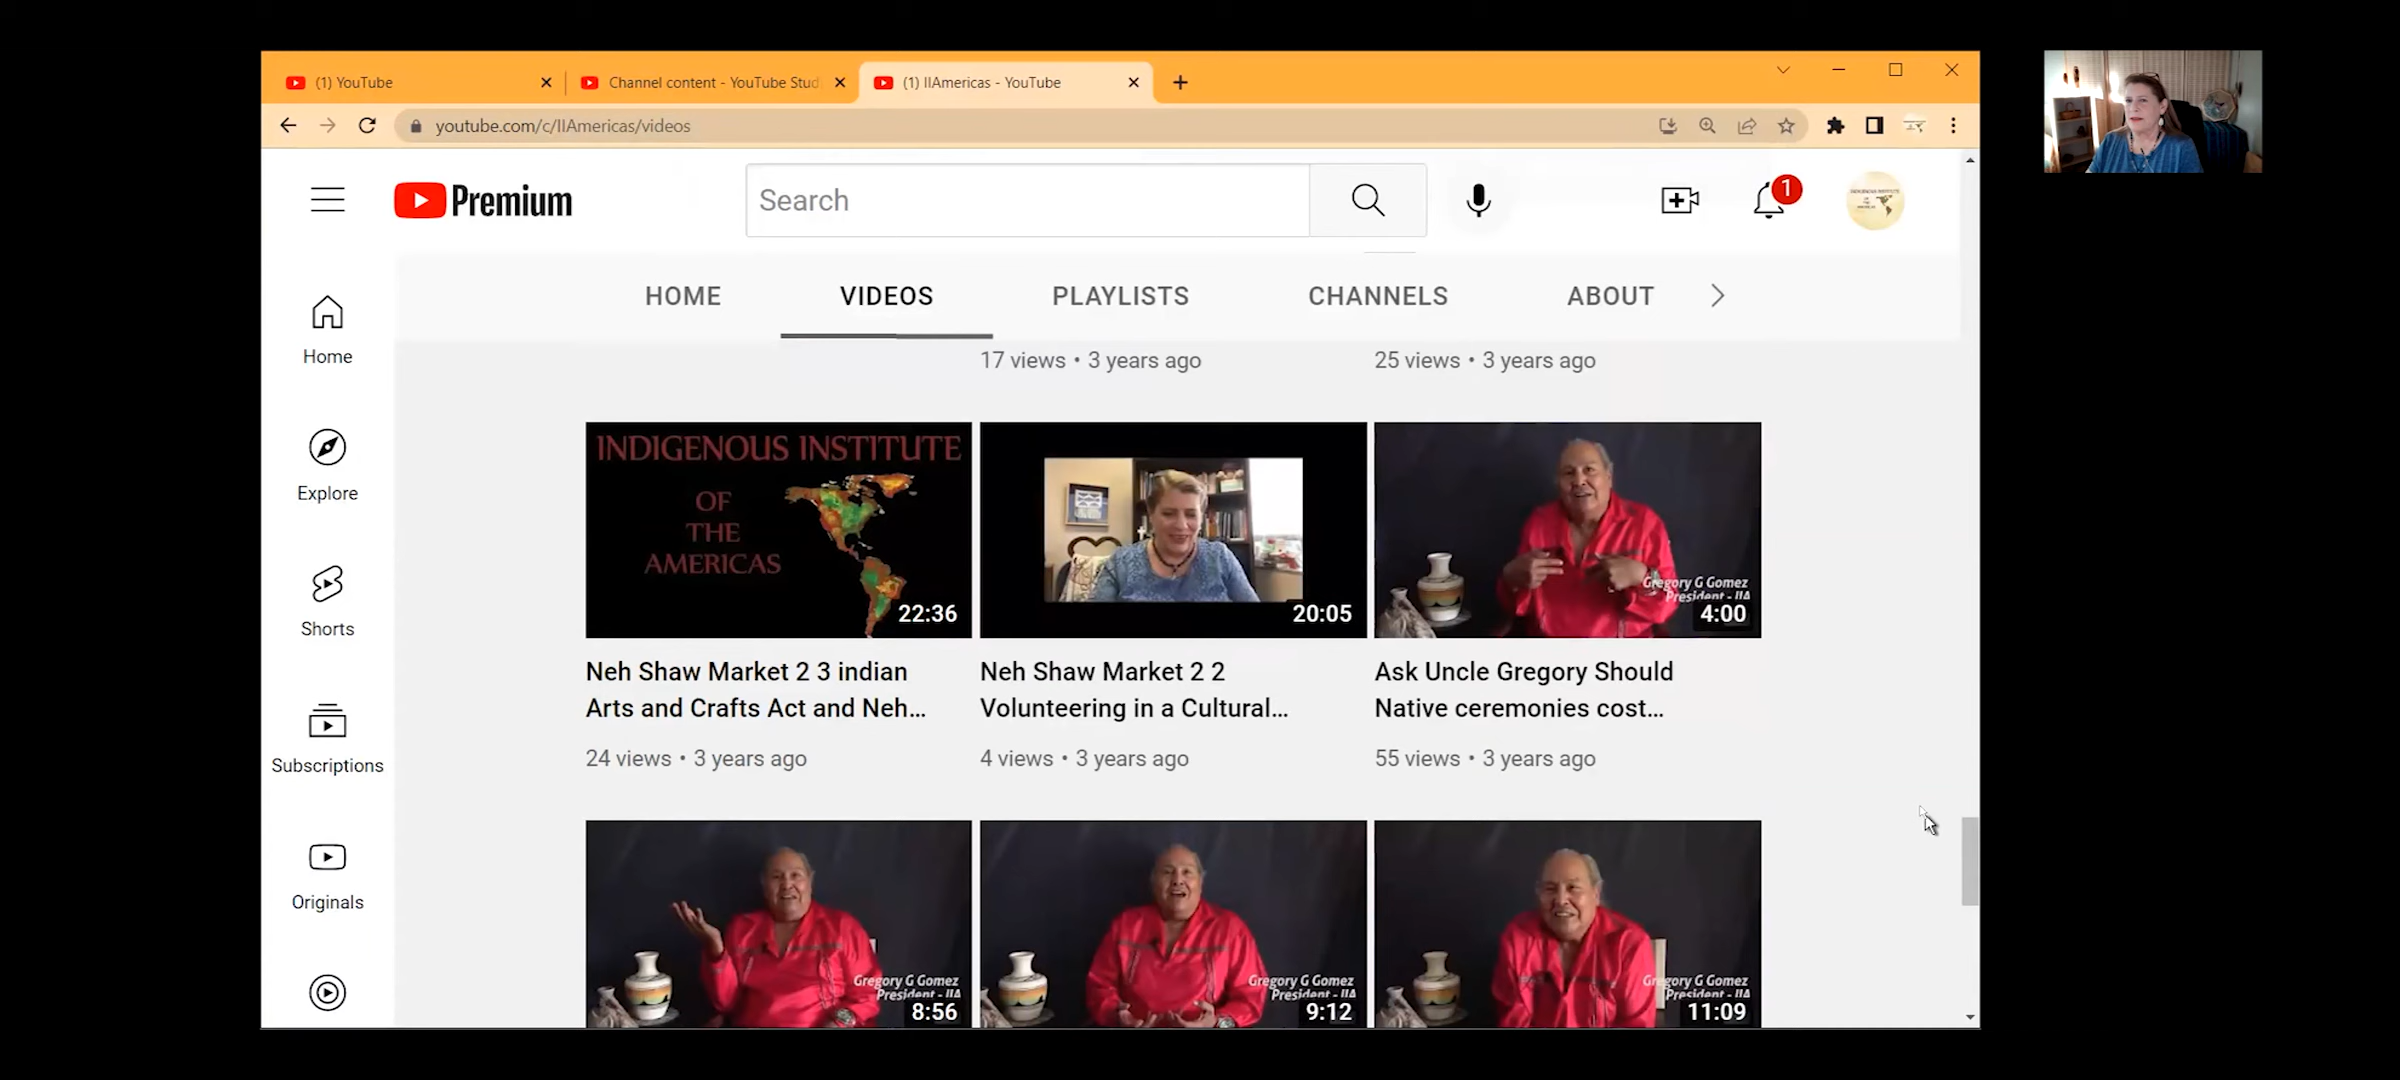 (1) YouTube
Channel content - YouTube Stud
(1) IIAmericas - YouTube
youtube.com/c/IIAmericas/videos
Premium
Search
1
HOME
VIDEOS
PLAYLISTS
CHANNELS
ABOUT
Home
Explore
Shorts
Subscriptions
Originals
17 views • 3 years ago
25 views • 3 years ago
INDIGENOUS INSTITUTE
OF
THE
AMERICAS
22:36
20:05
Gregory G Gomez
President - IIA
4:00
Neh Shaw Market 2 3 indian
Arts and Crafts Act and Neh...
24 views • 3 years ago
Neh Shaw Market 2 2
Volunteering in a Cultural...
4 views • 3 years ago
Ask Uncle Gregory Should
Native ceremonies cost...
55 views • 3 years ago
Gregory G Gomez
President - IIA
8:56
Gregory G Gomez
President - IIA
9:12
Gregory G Gomez
President - IIA
11:09